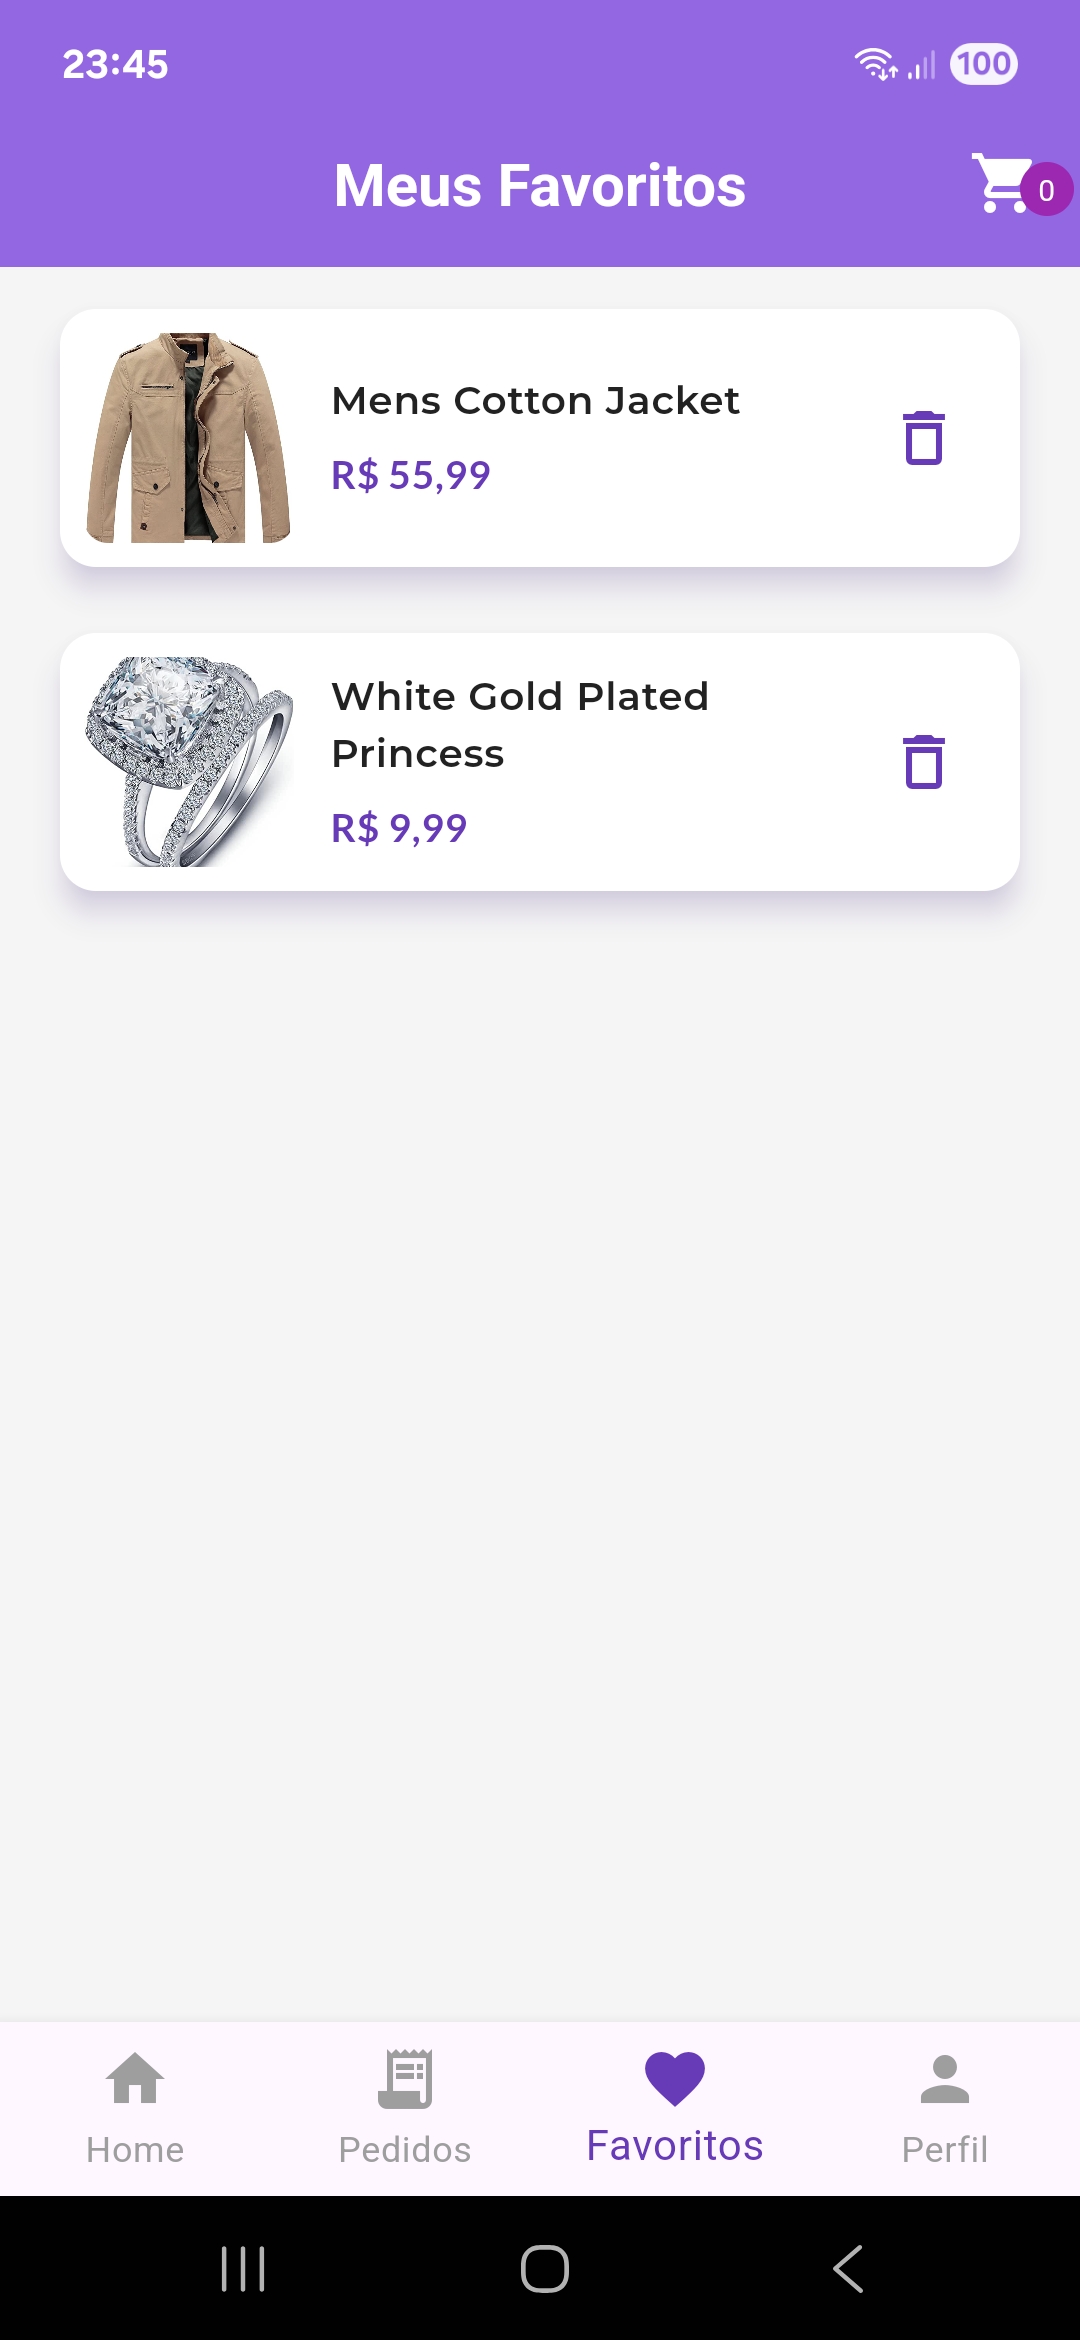 23:45
100
Meus Favoritos
0
Mens Cotton Jacket
R$ 55,99
White Gold Plated
Princess
R$ 9,99
Home
Pedidos
Favoritos
Perfil